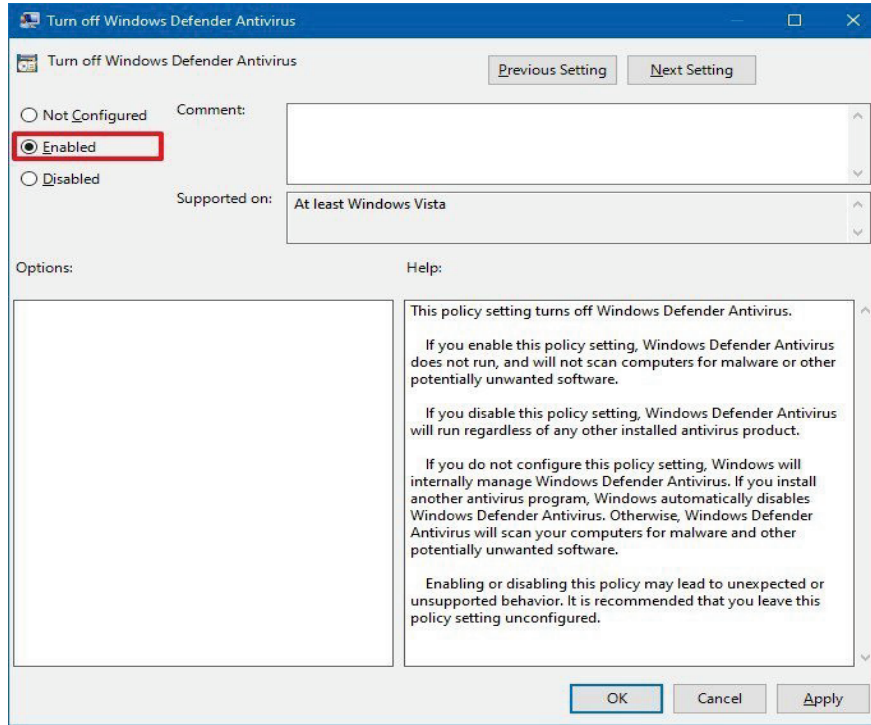 Turn off Windows Defender Antivirus
Turn off Windows Defender Antivirus
Previous Setting
Next Setting
Not Configured
Comment:
Enabled
Disabled
Supported on:
At least Windows Vista
Options:
Help:
This policy setting turns off Windows Defender Antivirus.
If you enable this policy setting, Windows Defender Antivirus
does not run, and will not scan computers for malware or other
potentially unwanted software.
If you disable this policy setting, Windows Defender Antivirus
will run regardless of any other installed antivirus product.
If you do not configure this policy setting, Windows will
internally manage Windows Defender Antivirus. If you install
another antivirus program, Windows automatically disables
Windows Defender Antivirus. Otherwise, Windows Defender
Antivirus will scan your computers for malware and other
potentially unwanted software.
Enabling or disabling this policy may lead to unexpected or
unsupported behavior. It is recommended that you leave this
policy setting unconfigured.
OK
Cancel
Apply